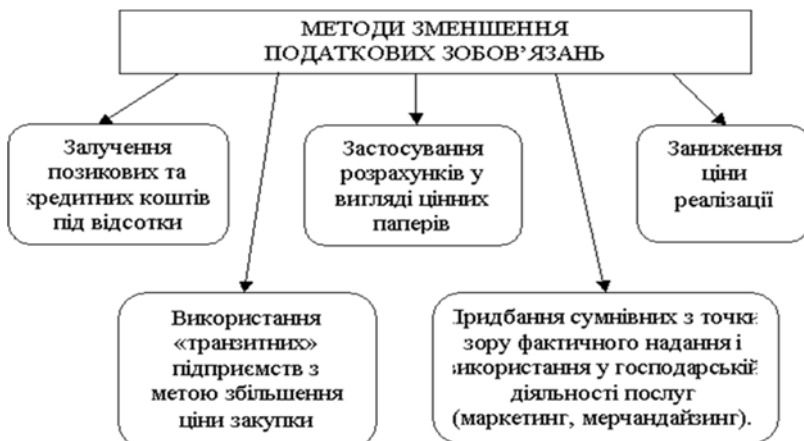 МЕТОДИ ЗМЕНШЕННЯ
ПОДАТКОВИХ ЗОБОВ’ЯЗАНЬ
Залучення
позикових та
кредитних коштів
під відсотки
Застосування
розрахунків у
вигляді цінних
паперів
Заниження
ціни
реалізації
Використання
«транзитних»
підприємств з
метою збільшення
ціни закупки
Придбання сумнівних з точки
зору фактичного надання і
використання у господарській
діяльності послуг
(маркетинг, мерчандайзинг).